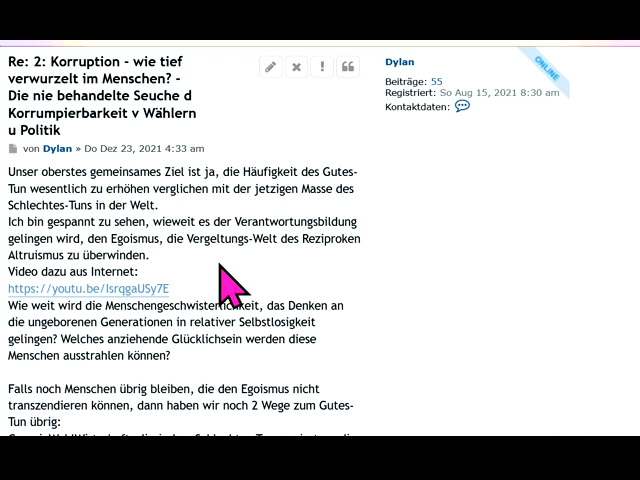 Re: 2: Korruption - wie tief
verwurzelt im Menschen? -
Die nie behandelte Seuche d
Korrumpierbarkeit v Wählern
u Politik
von Dylan » Do Dez 23, 2021 4:33 am
Dylan
Beiträge: 55
Registriert: So Aug 15, 2021 8:30 am
Kontaktdaten:
ONLINE
Unser oberstes gemeinsames Ziel ist ja, die Häufigkeit des Gutes-
Tun wesentlich zu erhöhen verglichen mit der jetzigen Masse des
Schlechtes-Tuns in der Welt.
Ich bin gespannt zu sehen, wieweit es der Verantwortungsbildung
gelingen wird, den Egoismus, die Vergeltungs-Welt des Reziproken
Altruismus zu überwinden.
Video dazu aus Internet:
https://youtu.be/IsrqgaUSy7E
Wie weit wird die Menschengeschwisterlichkeit, das Denken an
die ungeborenen Generationen in relativer Selbstlosigkeit
gelingen? Welches anziehende Glücklichsein werden diese
Menschen ausstrahlen können?
Falls noch Menschen übrig bleiben, die den Egoismus nicht
transzendieren können, dann haben wir noch 2 Wege zum Gutes-
Tun übrig: